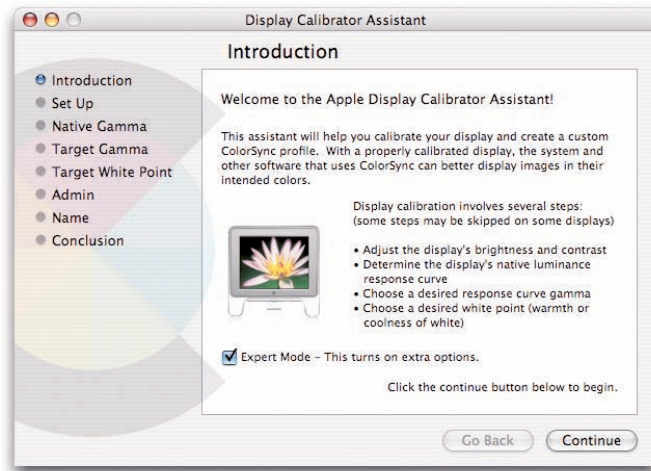 Display Calibrator Assistant
Introduction
Introduction
Set Up
Native Gamma
Target Gamma
Target White Point
Admin
Name
Conclusion
Welcome to the Apple Display Calibrator Assistant!
This assistant will help you calibrate your display and create a custom
ColorSync profile. With a properly calibrated display, the system and
other software that uses ColorSync can better display images in their
intended colors.
Display calibration involves several steps:
(some steps may be skipped on some displays)
• Adjust the display's brightness and contrast
• Determine the display's native luminance
response curve
• Choose a desired response curve gamma
• Choose a desired white point (warmth or
coolness of white)
Expert Mode – This turns on extra options.
Click the continue button below to begin.
Go Back
Continue